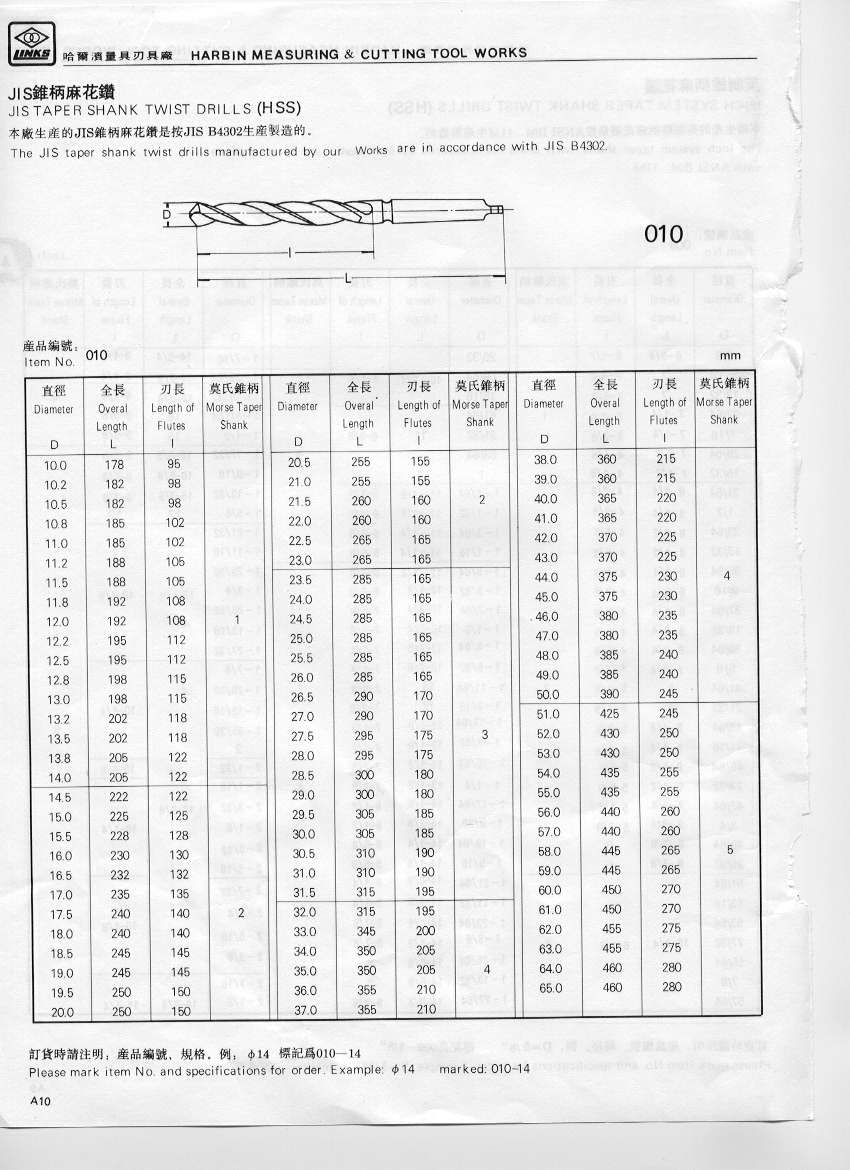 LINKS
哈爾濱量具刃具廠 HARBIN MEASURING & CUTTING TOOL WORKS
JIS錐柄麻花鑽
JIS TAPER SHANK TWIST DRILLS (HSS)
本廠生産的JIS錐柄麻花鑽是按JIS B4302生産製造的。
The JIS taper shank twist drills manufactured by our Works are in accordance with JIS B4302.
D
l
L
010
産品編號:
Item No. 010
mm
直徑 全長 刃長 莫氏錐柄 直徑 全長 刃長 莫氏錐柄 直徑 全長 刃長 莫氏錐柄
Diameter Overal Length of Morse Taper Diameter Overal Length of Morse Taper Diameter Overal Length of Morse Taper
Length Flutes Shank Length Flutes Shank Length Flutes Shank
D L l D L l D L l
10.0 178 95 20.5 255 155 38.0 360 215
10.2 182 98 21.0 255 155 39.0 360 215
10.5 182 98 21.5 260 160 2 40.0 365 220
10.8 185 102 22.0 260 160 41.0 365 220
11.0 185 102 22.5 265 165 42.0 370 225
11.2 188 105 23.0 265 165 43.0 370 225
11.5 188 105 23.5 285 165 44.0 375 230 4
11.8 192 108 24.0 285 165 45.0 375 230
12.0 192 108 1 24.5 285 165 46.0 380 235
12.2 195 112 25.0 285 165 47.0 380 235
12.5 195 112 25.5 285 165 48.0 385 240
12.8 198 115 26.0 285 165 49.0 385 240
13.0 198 115 26.5 290 170 50.0 390 245
13.2 202 118 27.0 290 170 51.0 425 245
13.5 202 118 27.5 295 175 3 52.0 430 250
13.8 205 122 28.0 295 175 53.0 430 250
14.0 205 122 28.5 300 180 54.0 435 255
14.5 222 122 29.0 300 180 55.0 435 255
15.0 225 125 29.5 305 185 56.0 440 260
15.5 228 128 30.0 305 185 57.0 440 260
16.0 230 130 30.5 310 190 58.0 445 265 5
16.5 232 132 31.0 310 190 59.0 445 265
17.0 235 135 31.5 315 195 60.0 450 270
17.5 240 140 2 32.0 315 195 61.0 450 270
18.0 240 140 33.0 345 200 62.0 455 275
18.5 245 145 34.0 350 205 63.0 455 275
19.0 245 145 35.0 350 205 4 64.0 460 280
19.5 250 150 36.0 355 210 65.0 460 280
20.0 250 150 37.0 355 210
訂貨時請注明:産品編號、規格。例:φ14 標記爲010—14
Please mark item No. and specifications for order. Example: φ14 marked: 010-14
A10